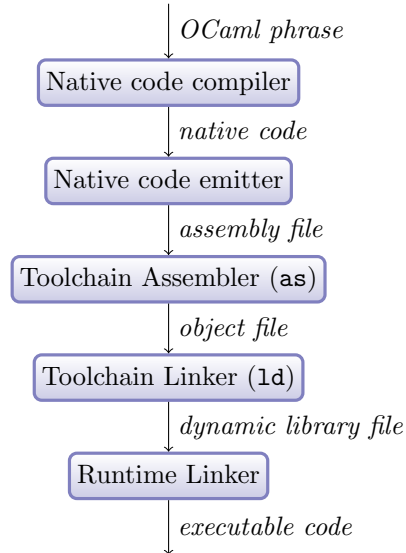 OCaml phrase
Native code compiler
native code
Native code emitter
assembly file
Toolchain Assembler (as)
object file
Toolchain Linker (ld)
dynamic library file
Runtime Linker
executable code